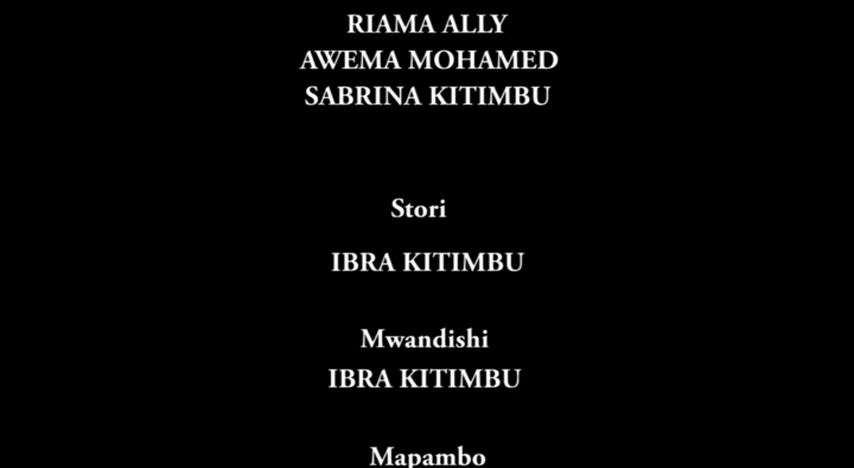 RIAMA ALLY
AWEMA MOHAMED
SABRINA KITIMBU
Stori
IBRA KITIMBU
Mwandishi
IBRA KITIMBU
Mapambo